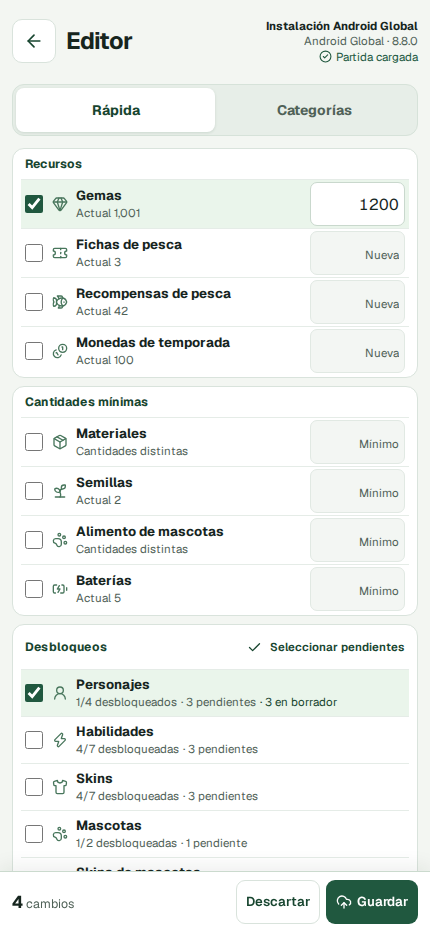 Editor
Instalación Android Global
Android Global · 8.8.0
Partida cargada
Rápida
Categorías
Recursos
Gemas
Actual 1,001
1200
Fichas de pesca
Actual 3
Nueva
Recompensas de pesca
Actual 42
Nueva
Monedas de temporada
Actual 100
Nueva
Cantidades mínimas
Materiales
Cantidades distintas
Mínimo
Semillas
Actual 2
Mínimo
Alimento de mascotas
Cantidades distintas
Mínimo
Baterías
Actual 5
Mínimo
Desbloqueos
Seleccionar pendientes
Personajes
1/4 desbloqueados · 3 pendientes · 3 en borrador
Habilidades
4/7 desbloqueadas · 3 pendientes
Skins
4/7 desbloqueadas · 3 pendientes
Mascotas
1/2 desbloqueadas · 1 pendiente
4 cambios
Descartar
Guardar